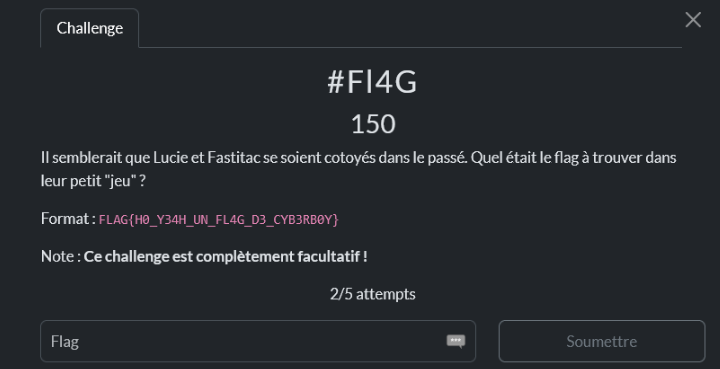 Challenge
#Fl4G
150
Il semblerait que Lucie et Fastitac se soient cotoyés dans le passé. Quel était le flag à trouver dans
leur petit "jeu" ?
Format : FLAG{H0_Y34H_UN_FL4G_D3_CYB3RB0Y}
Note : Ce challenge est complètement facultatif !
2/5 attempts
Flag
Soumettre